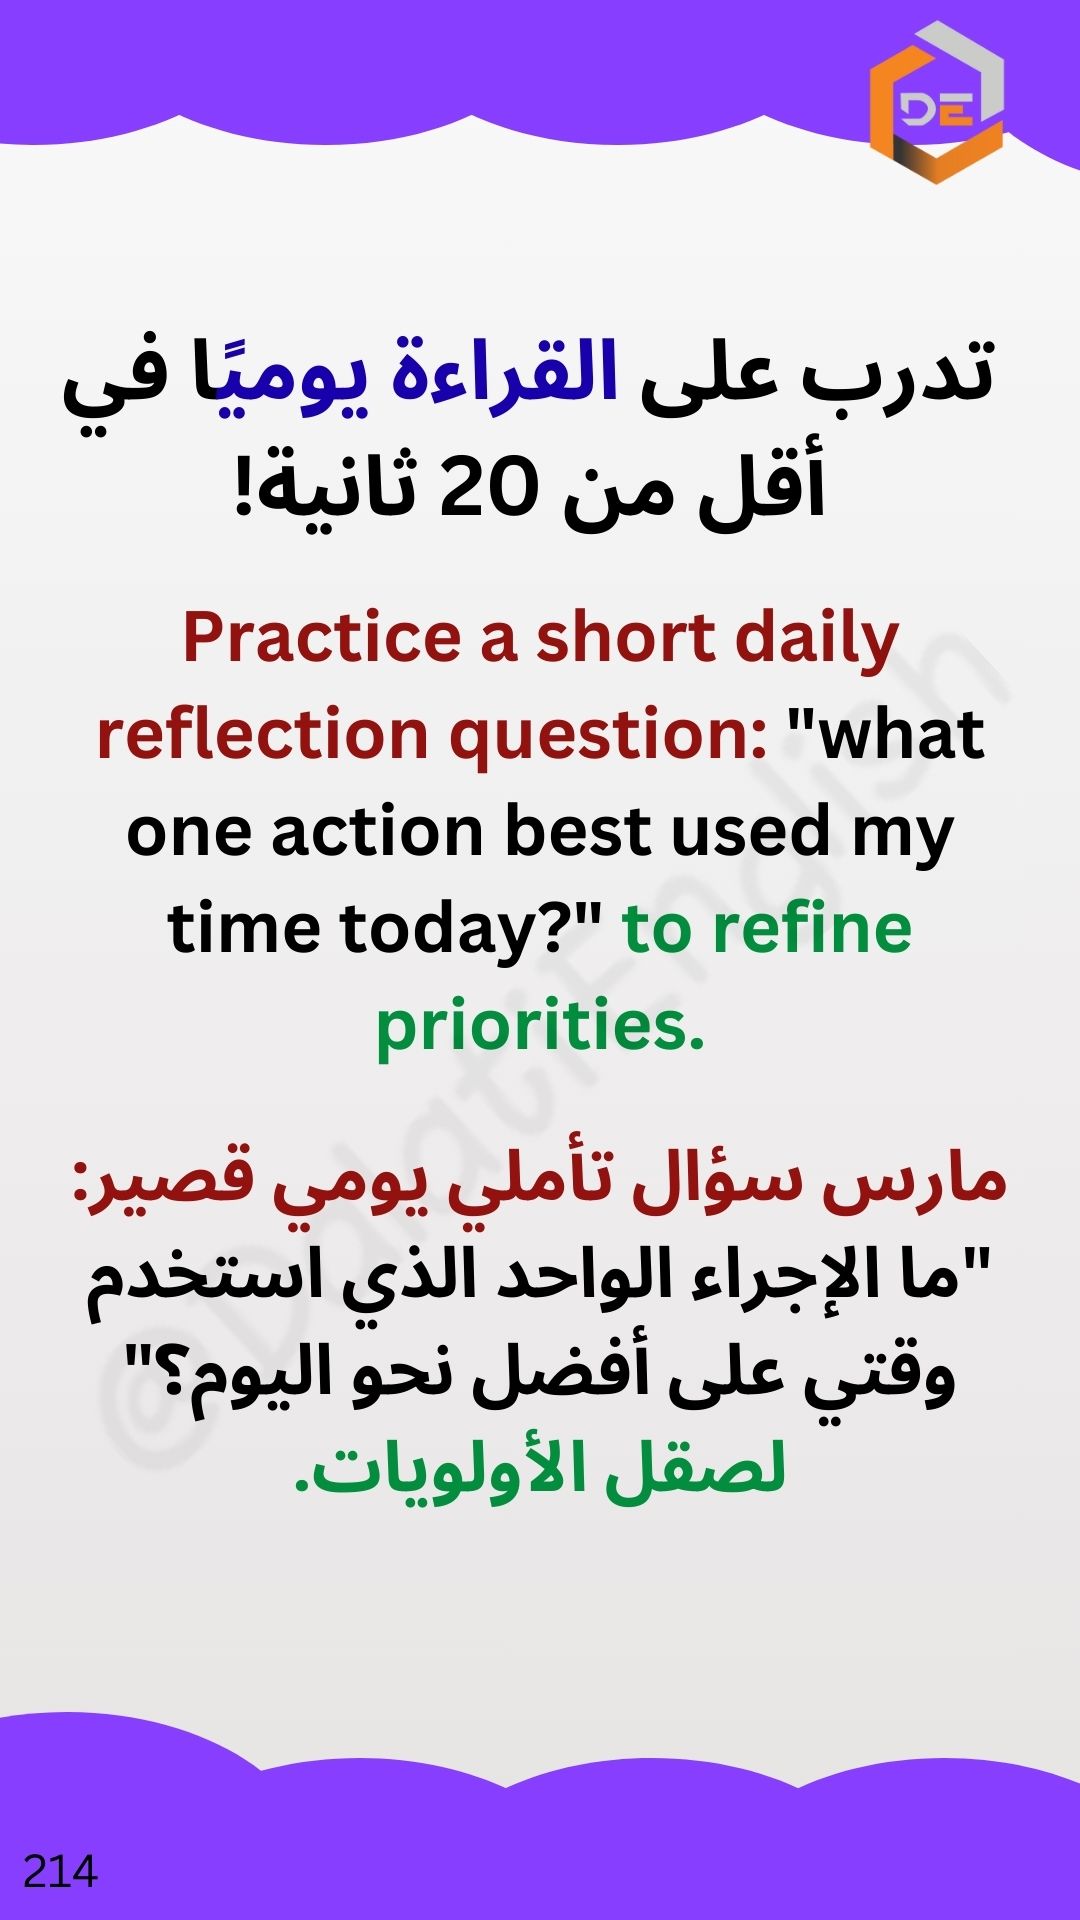 DE
تدرب على القراءة يوميًا في
أقل من 20 ثانية!
Practice a short daily
reflection question: "what
one action best used my
time today?" to refine
priorities.
مارس سؤال تأملي يومي قصير:
"ما الإجراء الواحد الذي استخدم
وقتي على أفضل نحو اليوم؟"
لصقل الأولويات.
@DalatiEnglish
214